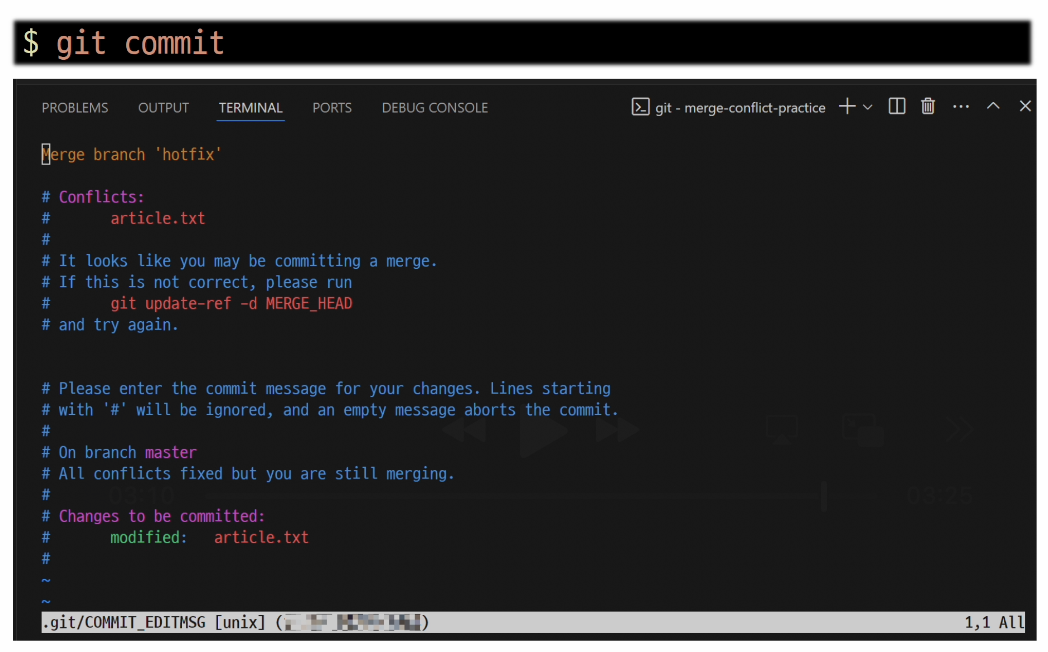 $ git commit
PROBLEMS OUTPUT TERMINAL PORTS DEBUG CONSOLE git - merge-conflict-practice
Merge branch 'hotfix'
# Conflicts:
# article.txt
#
# It looks like you may be committing a merge.
# If this is not correct, please run
# git update-ref -d MERGE_HEAD
# and try again.
# Please enter the commit message for your changes. Lines starting
# with '#' will be ignored, and an empty message aborts the commit.
#
# On branch master
# All conflicts fixed but you are still merging.
#
03:10 03:25
# Changes to be committed:
# modified: article.txt
#
~
~
.git/COMMIT_EDITMSG [unix] ( ) 1,1 All